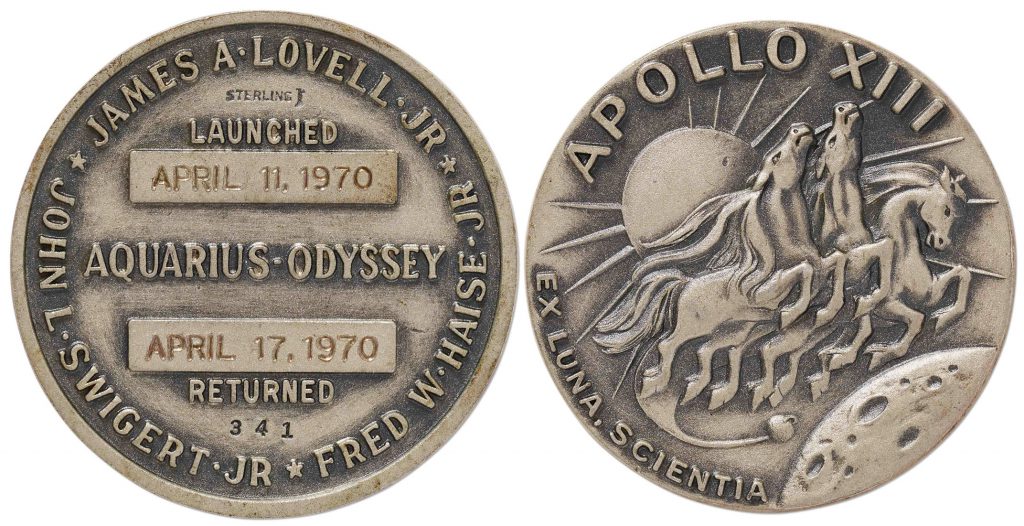 JAMES A·LOVELL·JR
STERLING
LAUNCHED
APRIL 11, 1970
AQUARIUS-ODYSSEY
APRIL 17, 1970
RETURNED
341
JOHN L·SWIGERT·JR
FRED W·HAISE·JR
APOLLO XIII
EX LUNA, SCIENTIA